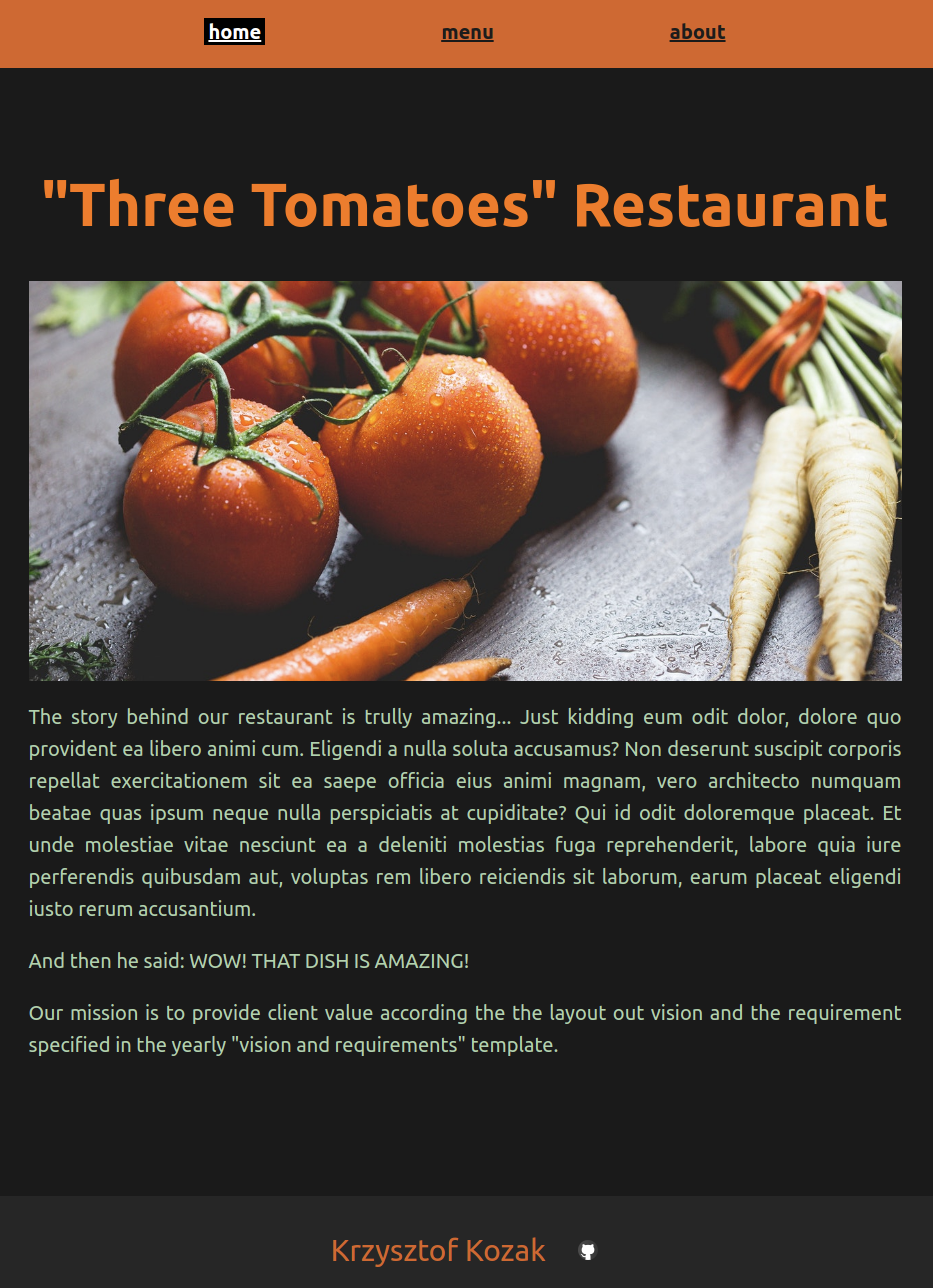 home
menu
about
"Three Tomatoes" Restaurant
The story behind our restaurant is trully amazing... Just kidding eum odit dolor, dolore quo
provident ea libero animi cum. Eligendi a nulla soluta accusamus? Non deserunt suscipit corporis
repellat exercitationem sit ea saepe officia eius animi magnam, vero architecto numquam
beatae quas ipsum neque nulla perspiciatis at cupiditate? Qui id odit doloremque placeat. Et
unde molestiae vitae nesciunt ea a deleniti molestias fuga reprehenderit, labore quia iure
perferendis quibusdam aut, voluptas rem libero reiciendis sit laborum, earum placeat eligendi
iusto rerum accusantium.
And then he said: WOW! THAT DISH IS AMAZING!
Our mission is to provide client value according the the layout out vision and the requirement
specified in the yearly "vision and requirements" template.
Krzysztof Kozak